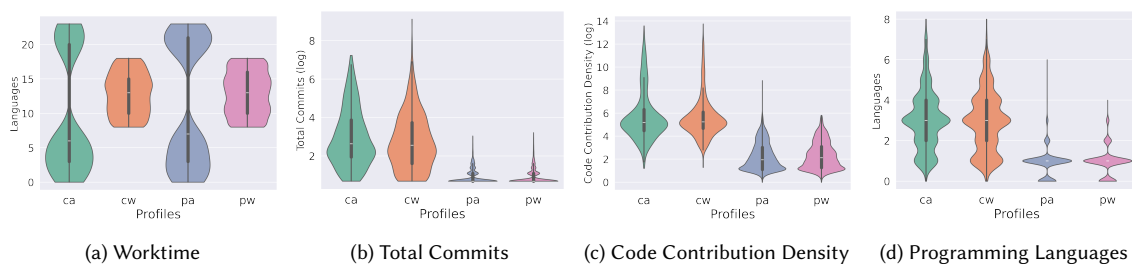 Languages
20
15
10
5
0
ca cw pa pw
Profiles
(a) Worktime
Total Commits (log)
8
6
4
2
ca cw pa pw
Profiles
(b) Total Commits
Code Contribution Density (log)
14
12
10
8
6
4
2
0
ca cw pa pw
Profiles
(c) Code Contribution Density
Languages
8
6
4
2
0
ca cw pa pw
Profiles
(d) Programming Languages